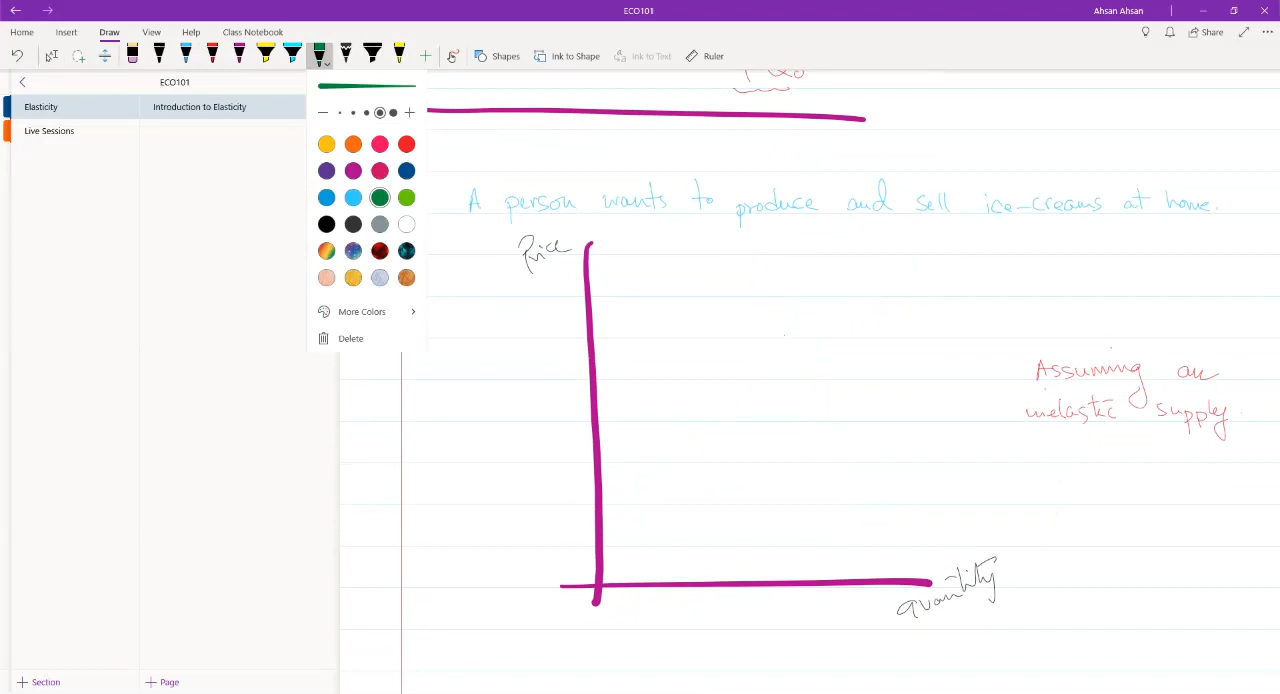 ECO101
Ahsan Ahsan
Home Insert Draw View Help Class Notebook
Share
Shapes Ink to Shape Ink to Text Ruler
ECO101
Elasticity
Introduction to Elasticity
Live Sessions
More Colors
Delete
A person wants to produce and sell ice-creams at home.
Price
Assuming an
inelastic supply
quantity
Section
Page